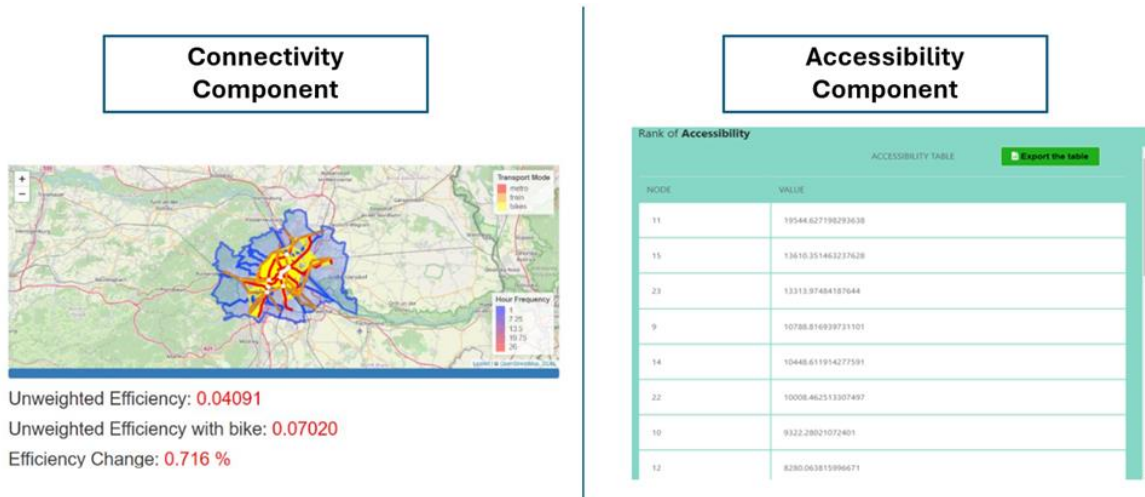 Connectivity
Component
+
−
Transport Mode
metro
train
bikes
Hour Frequency
1
7.25
13.5
19.75
26
Unweighted Efficiency: 0.04091
Unweighted Efficiency with bike: 0.07020
Efficiency Change: 0.716 %
Accessibility
Component
Rank of Accessibility
ACCESSIBILITY TABLE
Export the table
NODE VALUE
11 19544.627198293638
15 13610.351463237628
23 13313.97484187644
9 10788.816939731101
14 10448.611914277591
22 10008.462513307497
10 9322.28021072401
12 8280.063815996671